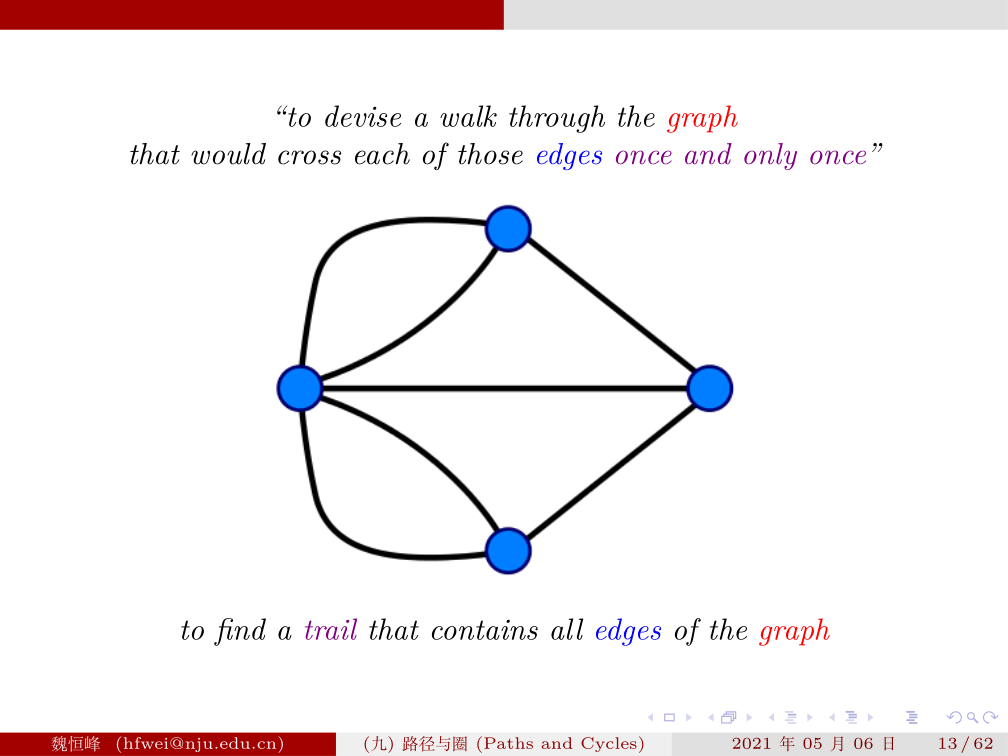 “to devise a walk through the graph
that would cross each of those edges once and only once”
to find a trail that contains all edges of the graph
魏恒峰 (hfwei@nju.edu.cn)
(九) 路径与圈 (Paths and Cycles)
2021 年 05 月 06 日
13 / 62